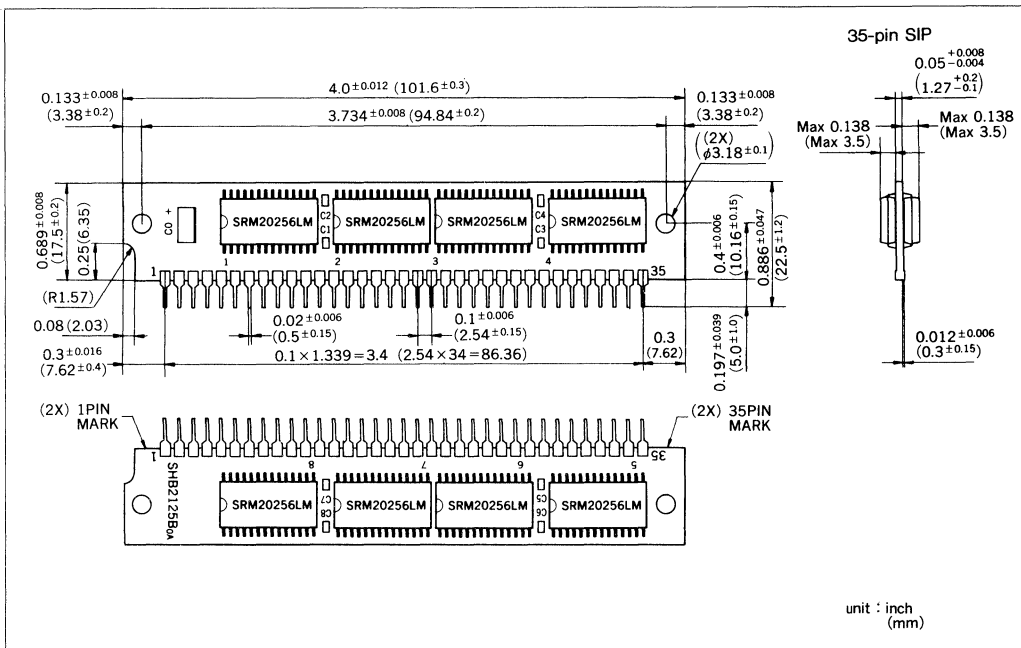 35-pin SIP
0.05 +0.008 -0.004
(1.27 +0.2 -0.1)
Max 0.138
(Max 3.5)
Max 0.138
(Max 3.5)
0.012±0.006
(0.3±0.15)
4.0±0.012 (101.6±0.3)
0.133±0.008
(3.38±0.2)
3.734±0.008 (94.84±0.2)
0.133±0.008
(3.38±0.2)
(2X)
(φ3.18±0.1)
0.689±0.008
(17.5±0.2)
0.25(6.35)
C0 +
SRM20256LM
C2
C1
SRM20256LM
SRM20256LM
C4
C3
SRM20256LM
0.4±0.006
(10.16±0.15)
0.886±0.047
(22.5±1.2)
1
1
2
3
4
35
(R1.57)
0.08(2.03)
0.02±0.006
(0.5±0.15)
0.1±0.006
(2.54±0.15)
0.3±0.016
(7.62±0.4)
0.1×1.339=3.4 (2.54×34=86.36)
0.3
(7.62)
0.197±0.039
(5.0±1.0)
(2X) 1PIN
MARK
(2X) 35PIN
MARK
1
8
7
6
5
35
SHB2125B0A
SRM20256LM
C7
C8
SRM20256LM
SRM20256LM
C5
C6
SRM20256LM
unit : inch
(mm)